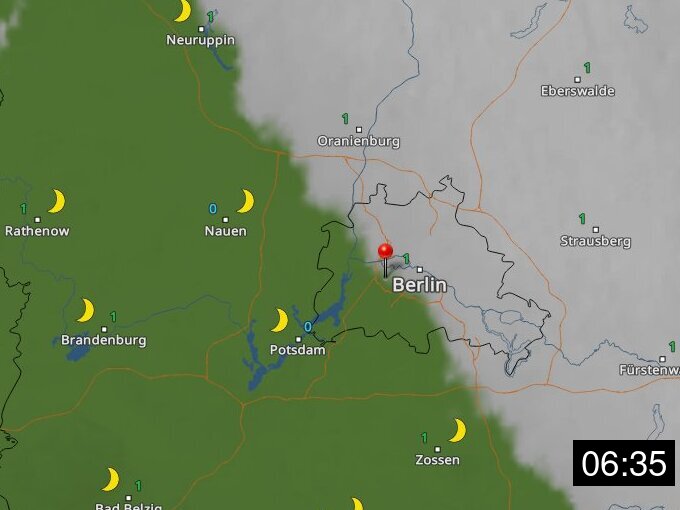 1
Neuruppin
1
Eberswalde
1
Oranienburg
1
Rathenow
0
Nauen
1
Strausberg
1
Berlin
1
Brandenburg
0
Potsdam
1
Fürstenwa
1
Zossen
06:35
1
Bad Belzig